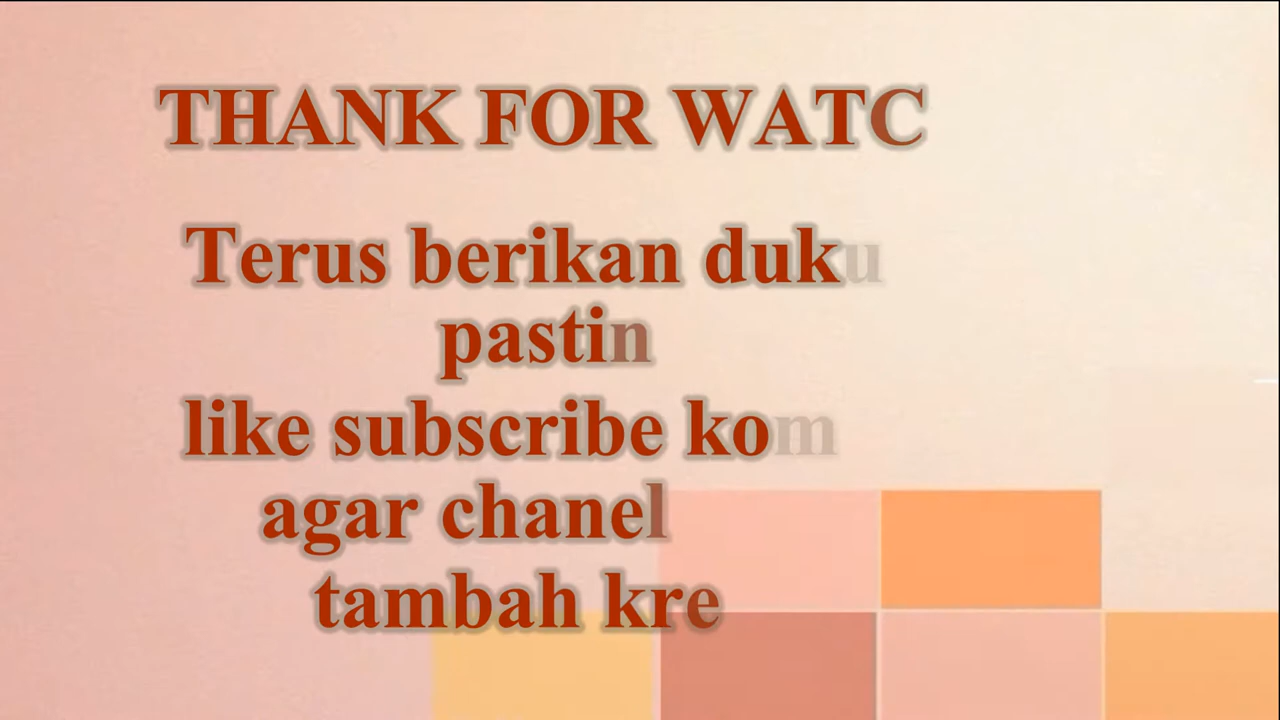 THANK FOR WATC
Terus berikan duku
pastin
like subscribe kom
agar chanel
tambah kre